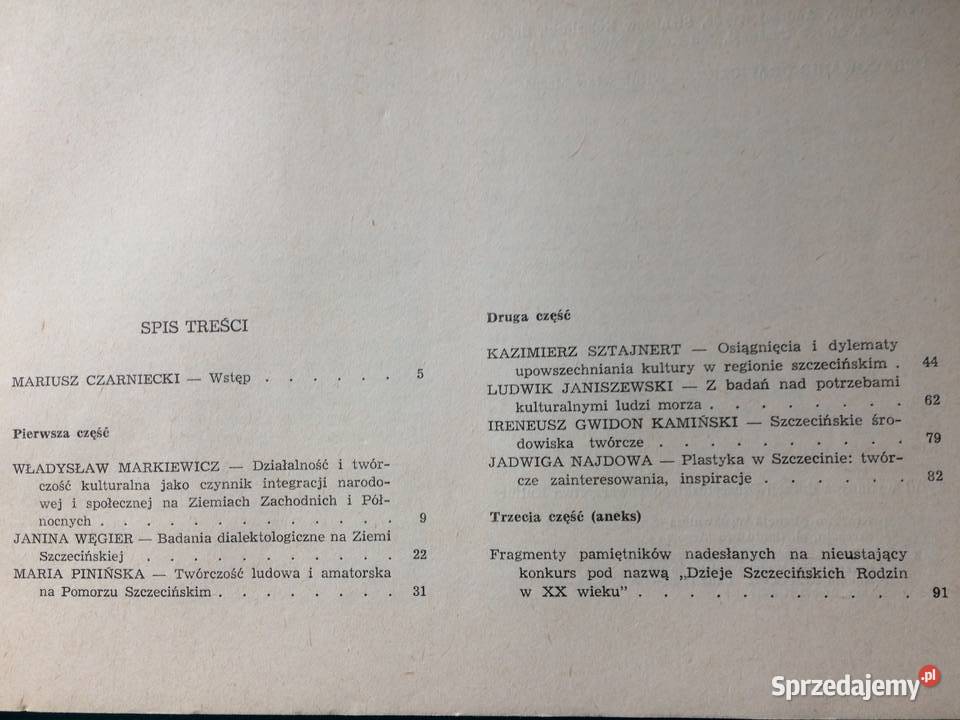 SPIS TREŚCI
MARIUSZ CZARNIECKI — Wstęp . . . . . . 5
Pierwsza część
WŁADYSŁAW MARKIEWICZ — Działalność i twór-
czość kulturalna jako czynnik integracji narodo-
wej i społecznej na Ziemiach Zachodnich i Pół-
nocnych . . . . . . . . . . . . . 9
JANINA WĘGIER — Badania dialektologiczne na Ziemi
Szczecińskiej . . . . . . . . . . . 22
MARIA PINIŃSKA — Twórczość ludowa i amatorska
na Pomorzu Szczecińskim . . . . . . . 31
Druga część
KAZIMIERZ SZTAJNERT — Osiągnięcia i dylematy
upowszechniania kultury w regionie szczecińskim . 44
LUDWIK JANISZEWSKI — Z badań nad potrzebami
kulturalnymi ludzi morza . . . . . . . . 62
IRENEUSZ GWIDON KAMIŃSKI — Szczecińskie śro-
dowiska twórcze . . . . . . . . . . 79
JADWIGA NAJDOWA — Plastyka w Szczecinie: twór-
cze zainteresowania, inspiracje . . . . . . 82
Trzecia część (aneks)
Fragmenty pamiętników nadesłanych na nieustający
konkurs pod nazwą „Dzieje Szczecińskich Rodzin
w XX wieku" . . . . . . . . . . . 91
Sprzedajemy.pl